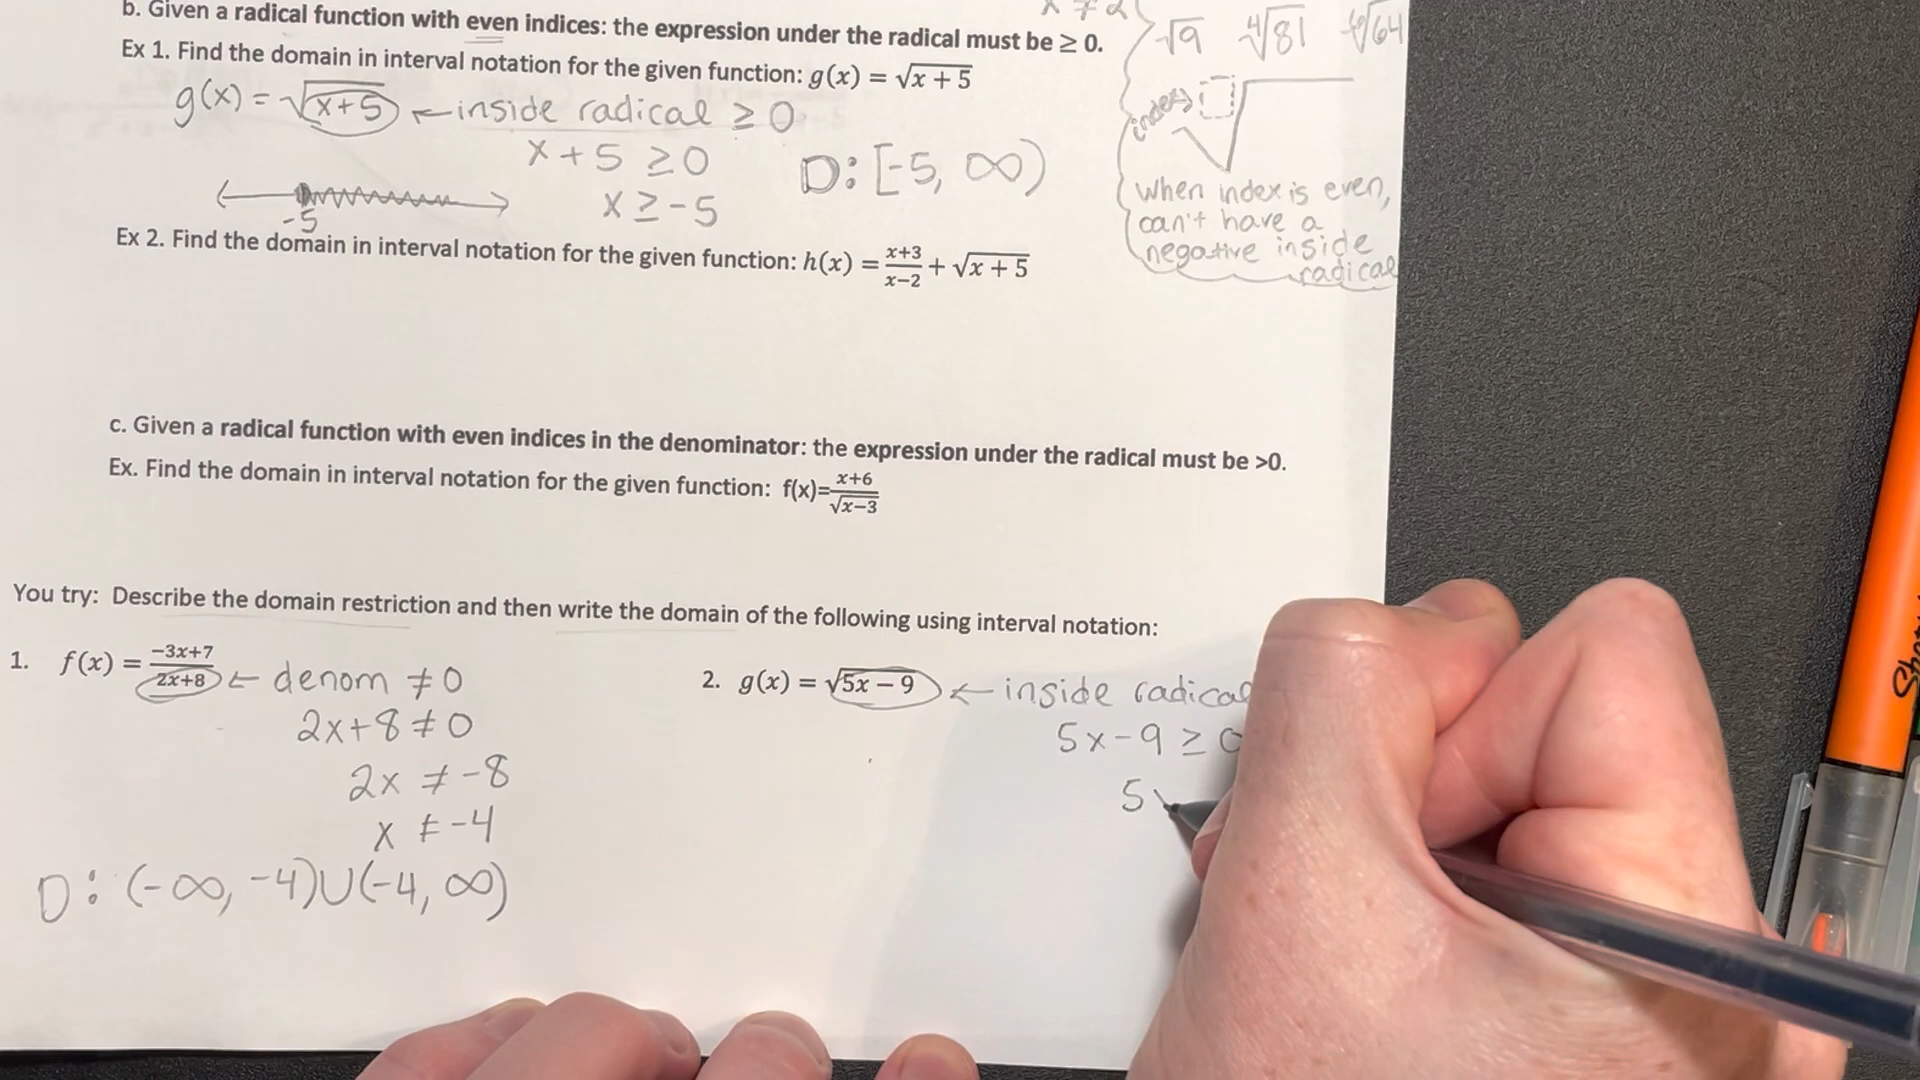 b. Given a radical function with even indices: the expression under the radical must be ≥ 0.
x ≠ 2
√9 ∜81 ⁶√64
Ex 1. Find the domain in interval notation for the given function: g(x) = √x + 5
g(x) = √x+5 ← inside radical ≥ 0
index→
x + 5 ≥ 0
D: [-5, ∞)
x ≥ -5
-5
when index is even,
can't have a
negative inside
radical
Ex 2. Find the domain in interval notation for the given function: h(x) = x+3/x−2 + √x + 5
c. Given a radical function with even indices in the denominator: the expression under the radical must be >0.
Ex. Find the domain in interval notation for the given function: f(x)=x+6/√x−3
You try: Describe the domain restriction and then write the domain of the following using interval notation:
1. f(x) = −3x+7/2x+8 ← denom ≠ 0
2x+8 ≠ 0
2x ≠ -8
x ≠ -4
D: (-∞, -4)∪(-4, ∞)
2. g(x) = √5x − 9 ← inside radical
5x-9 ≥ 0
5x